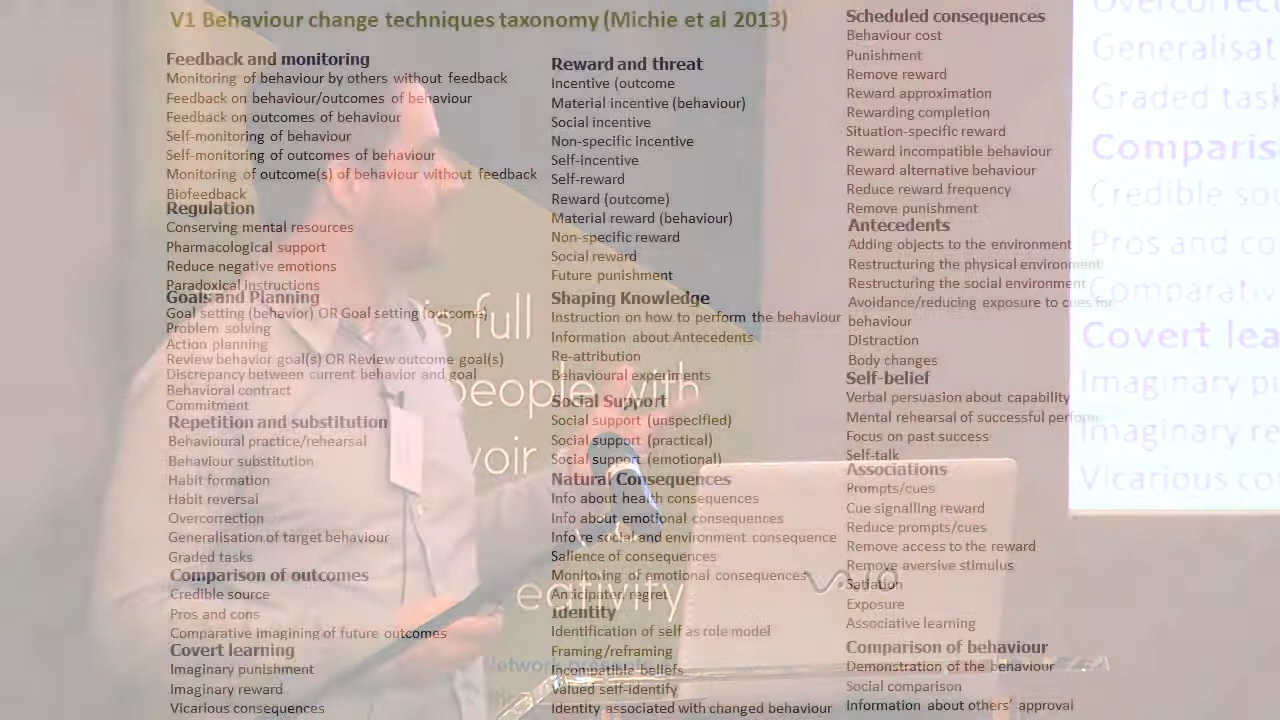 V1 Behaviour change techniques taxonomy (Michie et al 2013)
Feedback and monitoring
Monitoring of behaviour by others without feedback
Feedback on behaviour/outcomes of behaviour
Feedback on outcomes of behaviour
Self-monitoring of behaviour
Self-monitoring of outcomes of behaviour
Monitoring of outcome(s) of behaviour without feedback
Biofeedback
Regulation
Conserving mental resources
Pharmacological support
Reduce negative emotions
Paradoxical instructions
Goals and Planning
Goal setting (behavior) OR Goal setting (outcome)
Problem solving
Action planning
Review behavior goal(s) OR Review outcome goal(s)
Discrepancy between current behavior and goal
Behavioral contract
Commitment
Repetition and substitution
Behavioural practice/rehearsal
Behaviour substitution
Habit formation
Habit reversal
Overcorrection
Generalisation of target behaviour
Graded tasks
Comparison of outcomes
Credible source
Pros and cons
Comparative imagining of future outcomes
Covert learning
Imaginary punishment
Imaginary reward
Vicarious consequences
Reward and threat
Incentive (outcome
Material incentive (behaviour)
Social incentive
Non-specific incentive
Self-incentive
Self-reward
Reward (outcome)
Material reward (behaviour)
Non-specific reward
Social reward
Future punishment
Shaping Knowledge
Instruction on how to perform the behaviour
Information about Antecedents
Re-attribution
Behavioural experiments
Social Support
Social support (unspecified)
Social support (practical)
Social support (emotional)
Natural Consequences
Info about health consequences
Info about emotional consequences
Info re social and environment consequence
Salience of consequences
Monitoring of emotional consequences
Anticipated regret
Identity
Identification of self as role model
Framing/reframing
Incompatible beliefs
Valued self-identify
Identity associated with changed behaviour
Scheduled consequences
Behaviour cost
Punishment
Remove reward
Reward approximation
Rewarding completion
Situation-specific reward
Reward incompatible behaviour
Reward alternative behaviour
Reduce reward frequency
Remove punishment
Antecedents
Adding objects to the environment
Restructuring the physical environment
Restructuring the social environment
Avoidance/reducing exposure to cues for
behaviour
Distraction
Body changes
Self-belief
Verbal persuasion about capability
Mental rehearsal of successful perform
Focus on past success
Self-talk
Associations
Prompts/cues
Cue signalling reward
Reduce prompts/cues
Remove access to the reward
Remove aversive stimulus
Satiation
Exposure
Associative learning
Comparison of behaviour
Demonstration of the behaviour
Social comparison
Information about others' approval
is full
people with
voir
eativity
Network
VAIO
Generalisat
Graded task
Comparis
Credible sou
Pros and co
Comparativ
Covert lea
Imaginary pu
Imaginary re
Vicarious co